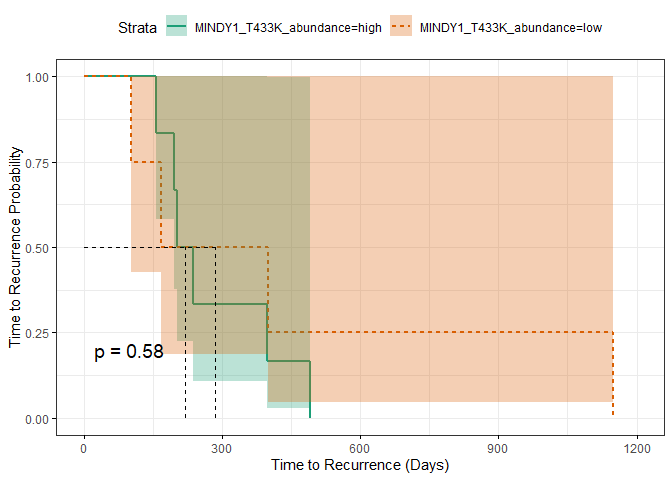 Strata MINDY1_T433K_abundance=high MINDY1_T433K_abundance=low
Time to Recurrence Probability
1.00
0.75
0.50
0.25
0.00
p = 0.58
0 300 600 900 1200
Time to Recurrence (Days)